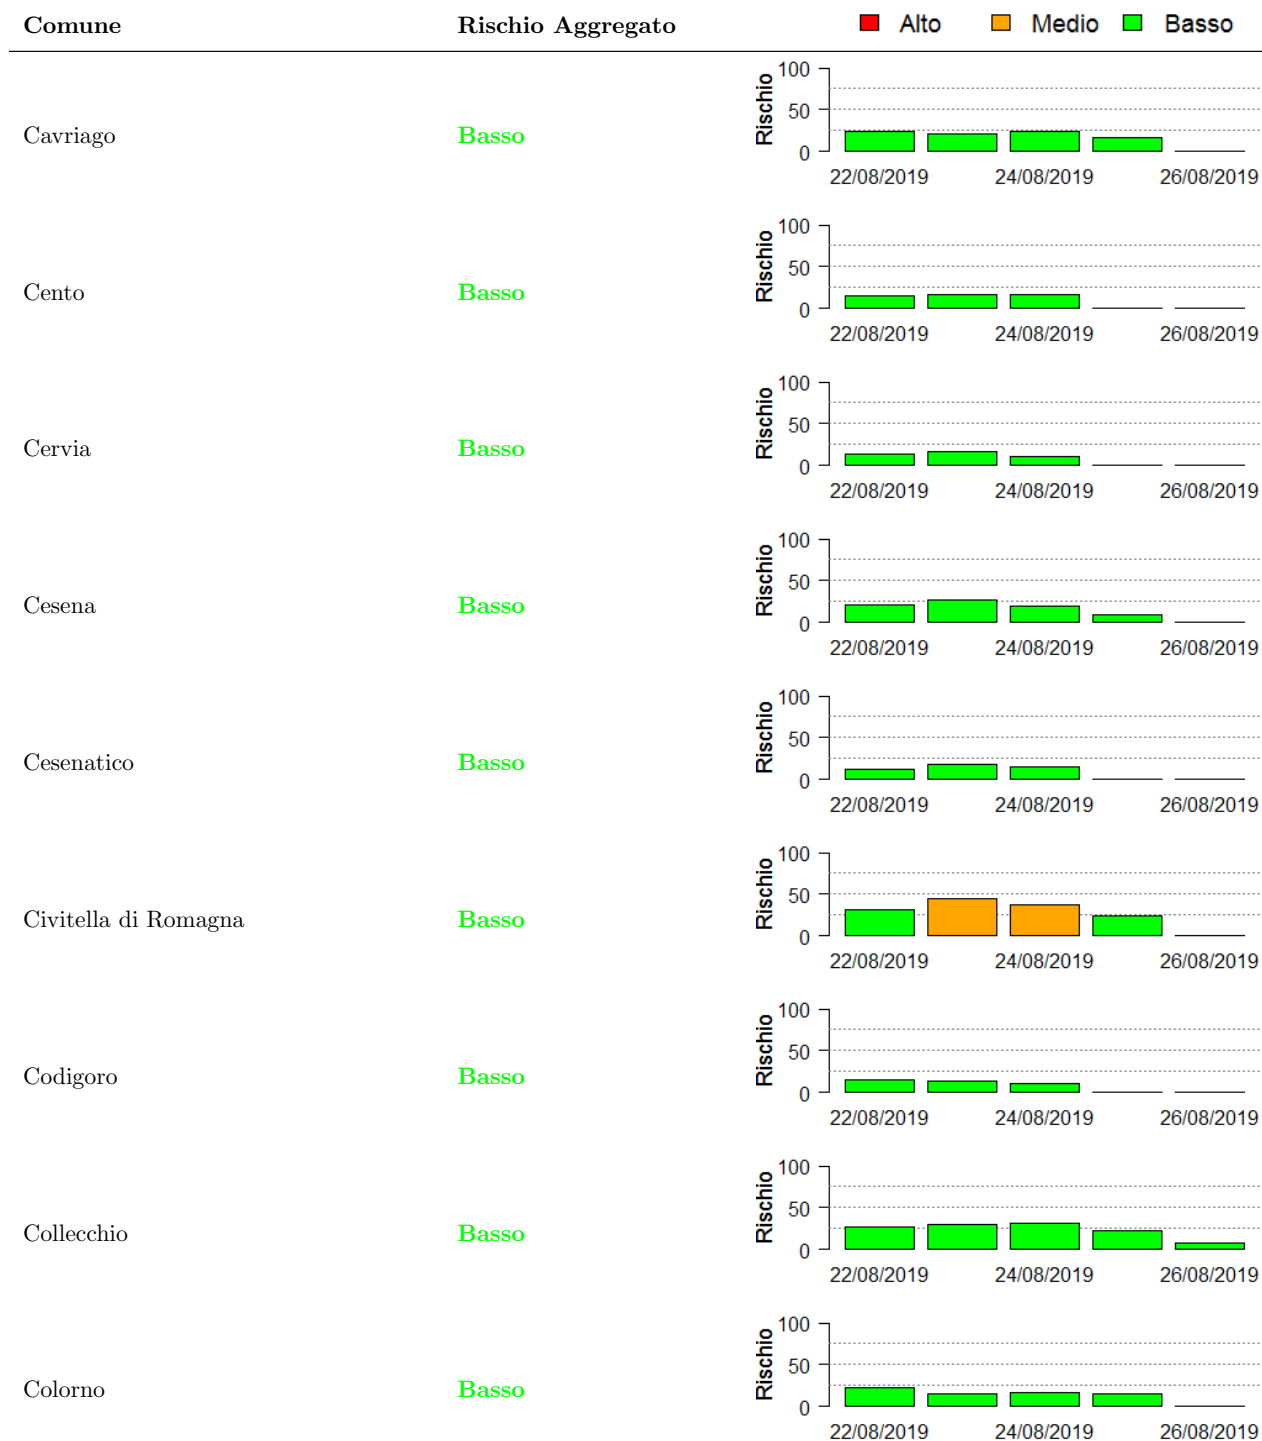 Comune Rischio Aggregato Alto Medio Basso
Cavriago Basso Rischio 100 50 0
22/08/2019 24/08/2019 26/08/2019
Cento Basso Rischio 100 50 0
22/08/2019 24/08/2019 26/08/2019
Cervia Basso Rischio 100 50 0
22/08/2019 24/08/2019 26/08/2019
Cesena Basso Rischio 100 50 0
22/08/2019 24/08/2019 26/08/2019
Cesenatico Basso Rischio 100 50 0
22/08/2019 24/08/2019 26/08/2019
Civitella di Romagna Basso Rischio 100 50 0
22/08/2019 24/08/2019 26/08/2019
Codigoro Basso Rischio 100 50 0
22/08/2019 24/08/2019 26/08/2019
Collecchio Basso Rischio 100 50 0
22/08/2019 24/08/2019 26/08/2019
Colorno Basso Rischio 100 50 0
22/08/2019 24/08/2019 26/08/2019